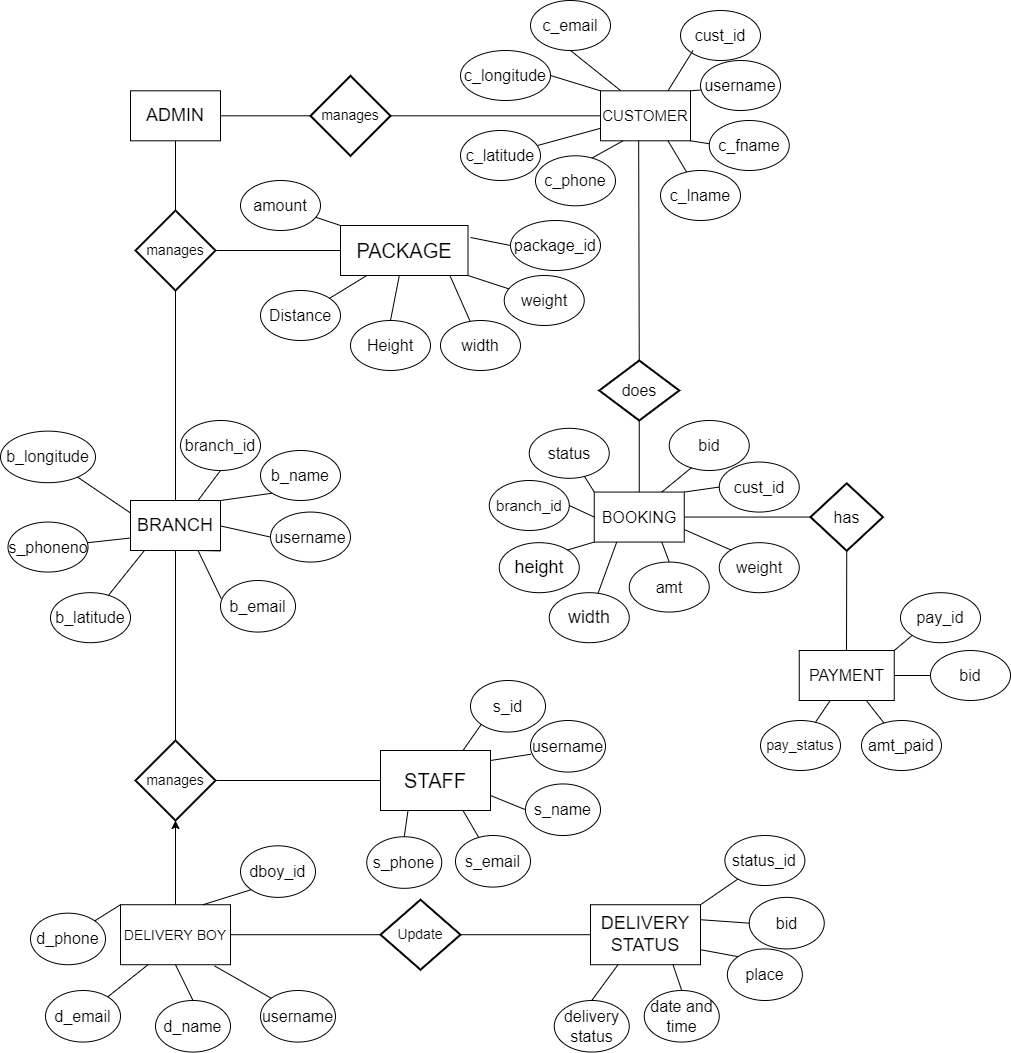 c_email
cust_id
c_longitude
username
ADMIN
manages
CUSTOMER
c_fname
c_latitude
c_phone
c_lname
amount
manages
PACKAGE
package_id
weight
Distance
Height
width
does
b_longitude
branch_id
b_name
status
bid
cust_id
branch_id
BRANCH
username
BOOKING
has
s_phoneno
height
weight
amt
b_latitude
b_email
width
pay_id
PAYMENT
bid
pay_status
amt_paid
s_id
username
manages
STAFF
s_name
s_phone
s_email
dboy_id
status_id
d_phone
DELIVERY BOY
Update
DELIVERY
STATUS
bid
place
d_email
d_name
username
delivery
status
date and
time